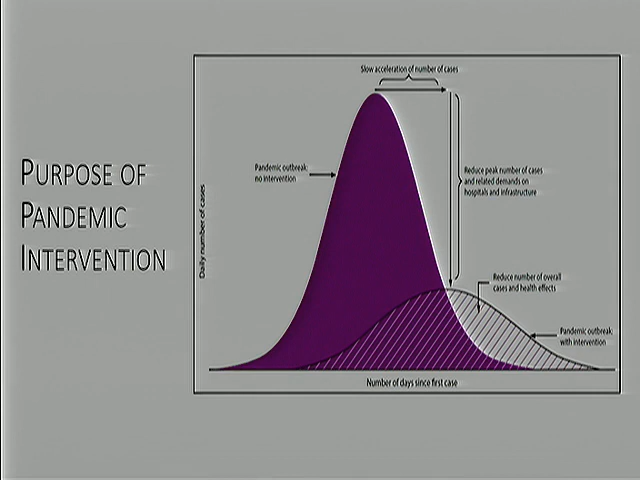 PURPOSE OF
PANDEMIC
INTERVENTION
Slow acceleration of number of cases
Pandemic outbreak:
no intervention
Reduce peak number of cases
and related demands on
hospitals and infrastructure
Daily number of cases
Reduce number of overall
cases and health effects
Pandemic outbreak:
with intervention
Number of days since first case